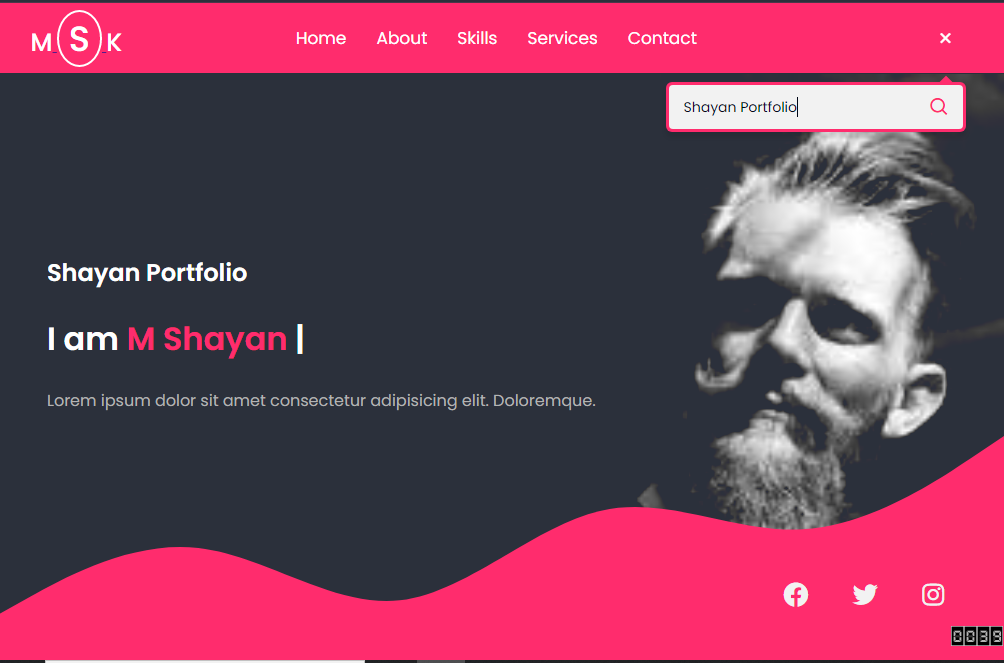 M S K
Home About Skills Services Contact
Shayan Portfolio
Shayan Portfolio
I am M Shayan |
Lorem ipsum dolor sit amet consectetur adipisicing elit. Doloremque.
0039